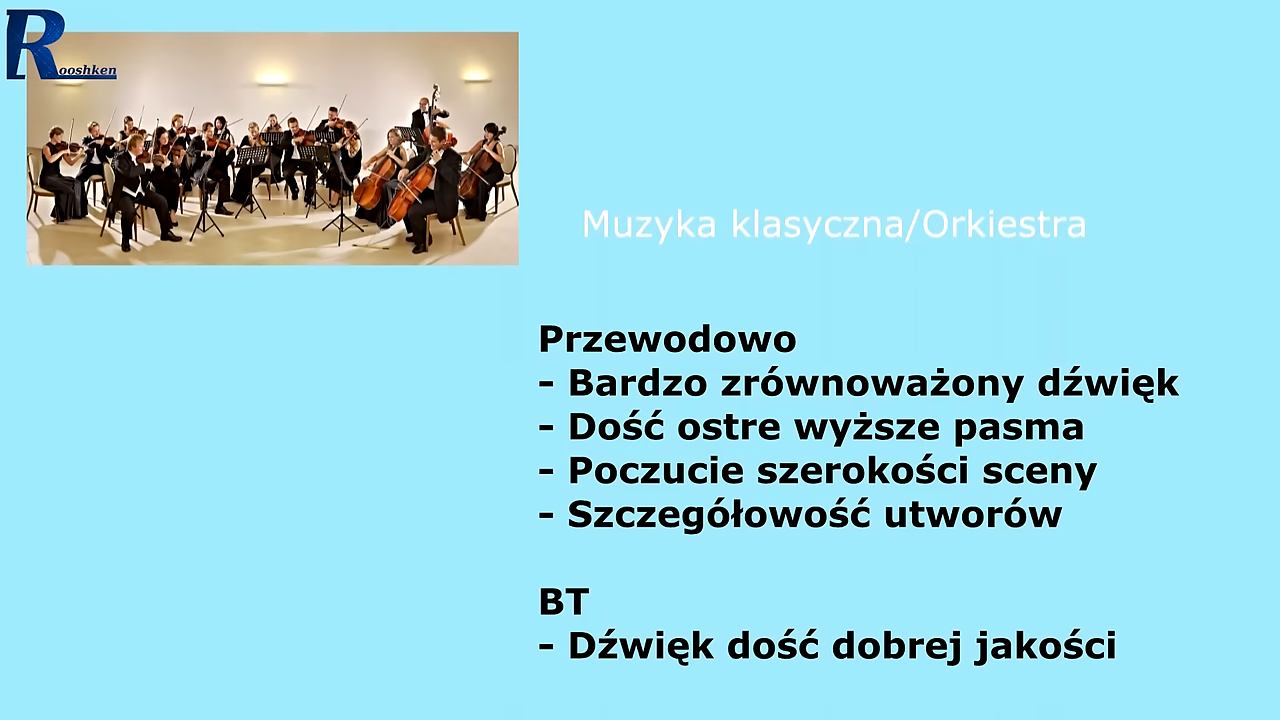 Rooshken
Muzyka klasyczna/Orkiestra
Przewodowo
- Bardzo zrównoważony dźwięk
- Dość ostre wyższe pasma
- Poczucie szerokości sceny
- Szczegółowość utworów
BT
- Dźwięk dość dobrej jakości